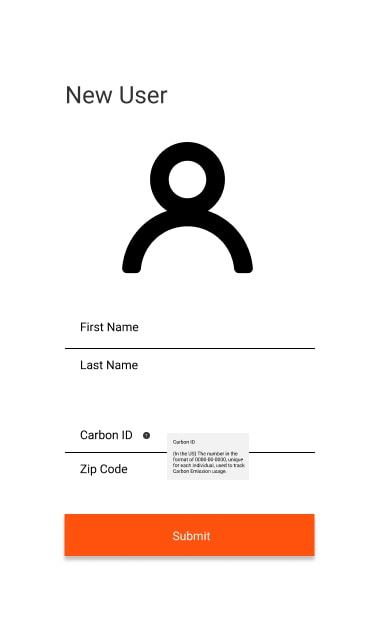 New User
First Name
Last Name
Carbon ID
Carbon ID
(In the US) The number in the
format of 0000-00-0000, unique
for each individual, used to track
Carbon Emission usage.
Zip Code
Submit